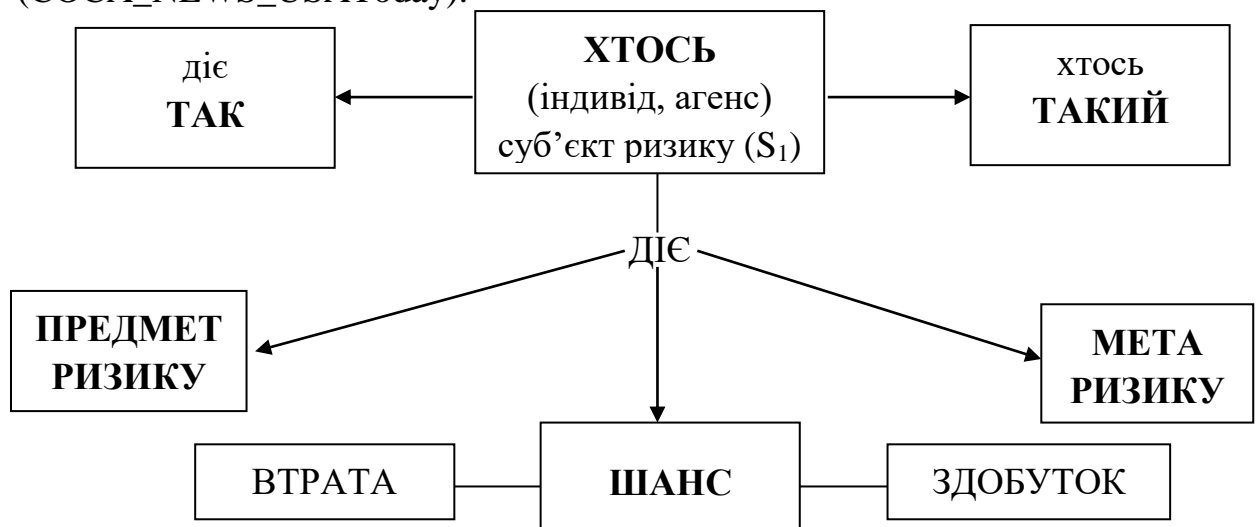 (COCA_NEWS_USAToday).
діє
ТАК
ХТОСЬ
(індивід, агенс)
суб’єкт ризику (S₁)
хтось
ТАКИЙ
ДІЄ
ПРЕДМЕТ
РИЗИКУ
МЕТА
РИЗИКУ
ВТРАТА
ШАНС
ЗДОБУТОК